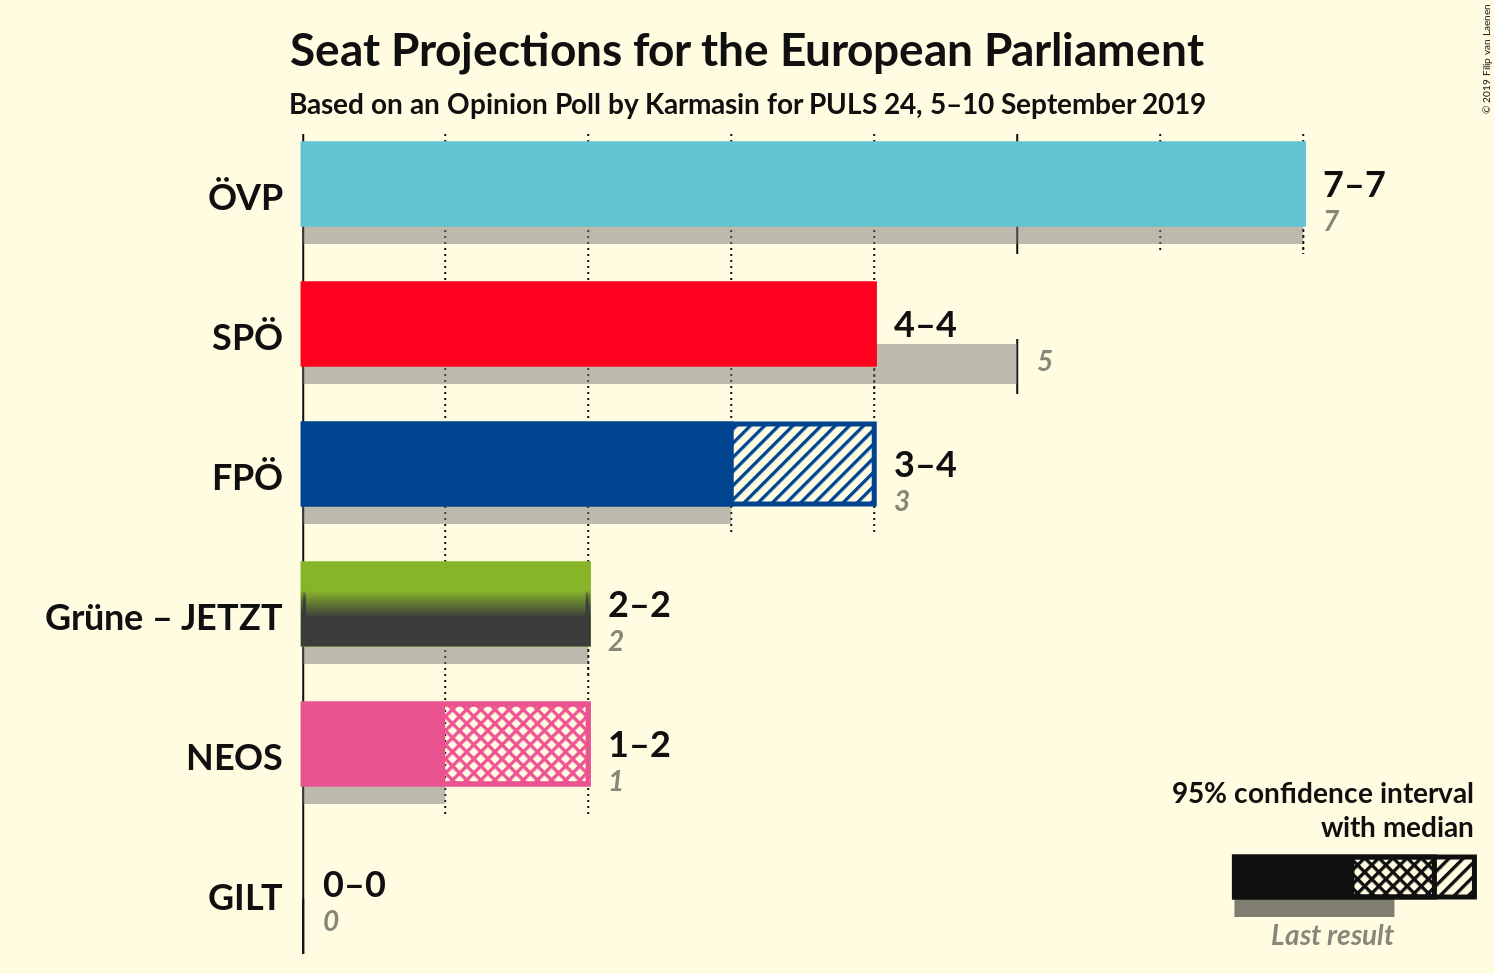 Seat Projections for the European Parliament
Based on an Opinion Poll by Karmasin for PULS 24, 5–10 September 2019
© 2019 Filip van Laenen
ÖVP
7–7
7
SPÖ
4–4
5
FPÖ
3–4
3
Grüne – JETZT
2–2
2
NEOS
1–2
1
GILT
0–0
0
95% confidence interval
with median
Last result